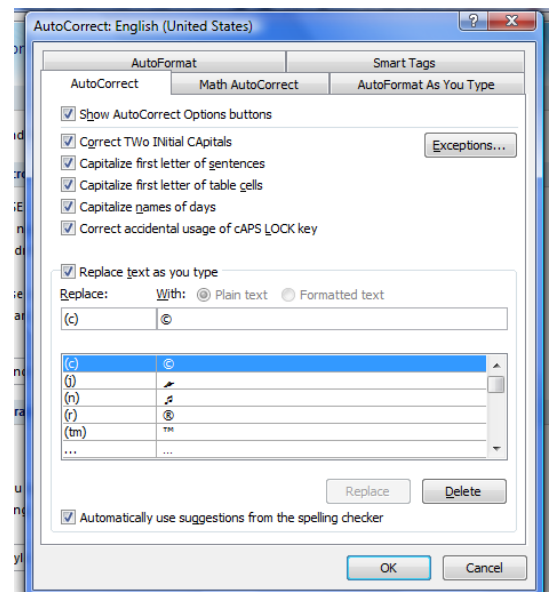 AutoCorrect: English (United States)
AutoFormat Smart Tags
AutoCorrect Math AutoCorrect AutoFormat As You Type
Show AutoCorrect Options buttons
Correct TWo INitial CApitals Exceptions...
Capitalize first letter of sentences
Capitalize first letter of table cells
Capitalize names of days
Correct accidental usage of cAPS LOCK key
Replace text as you type
Replace: With: Plain text Formatted text
(c) ©
(c) ©
(j)
(n)
(r) ®
(tm) ™
... ...
Replace Delete
Automatically use suggestions from the spelling checker
OK Cancel